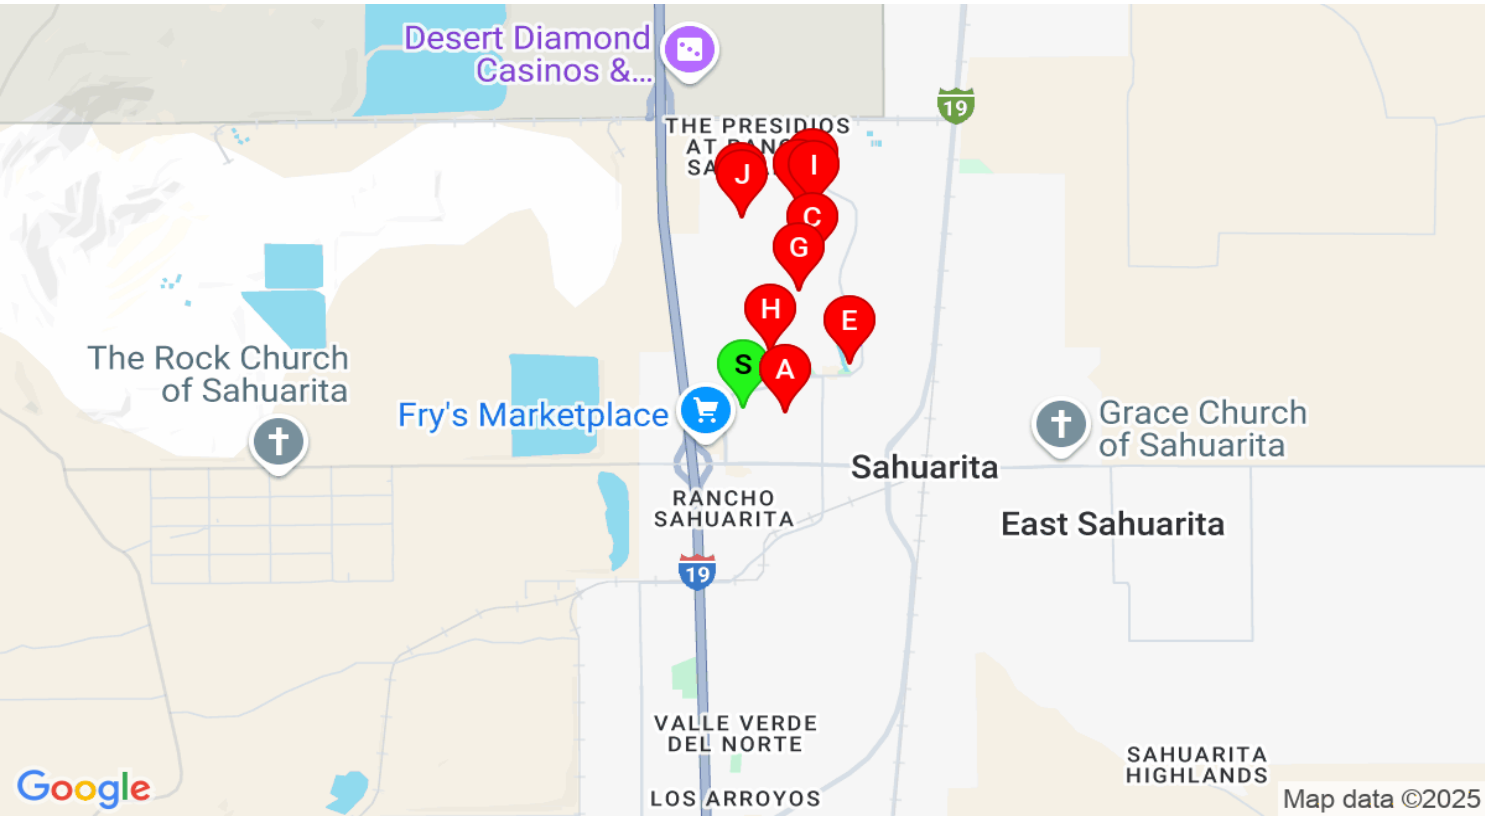 Desert Diamond
Casinos &...
19
THE PRESIDIOS
AT RANC
SA
J
I
C
G
H
E
S
A
The Rock Church
of Sahuarita
Fry's Marketplace
Grace Church
of Sahuarita
Sahuarita
RANCHO
SAHUARITA
East Sahuarita
19
VALLE VERDE
DEL NORTE
SAHUARITA
HIGHLANDS
LOS ARROYOS
Google
Map data ©2025